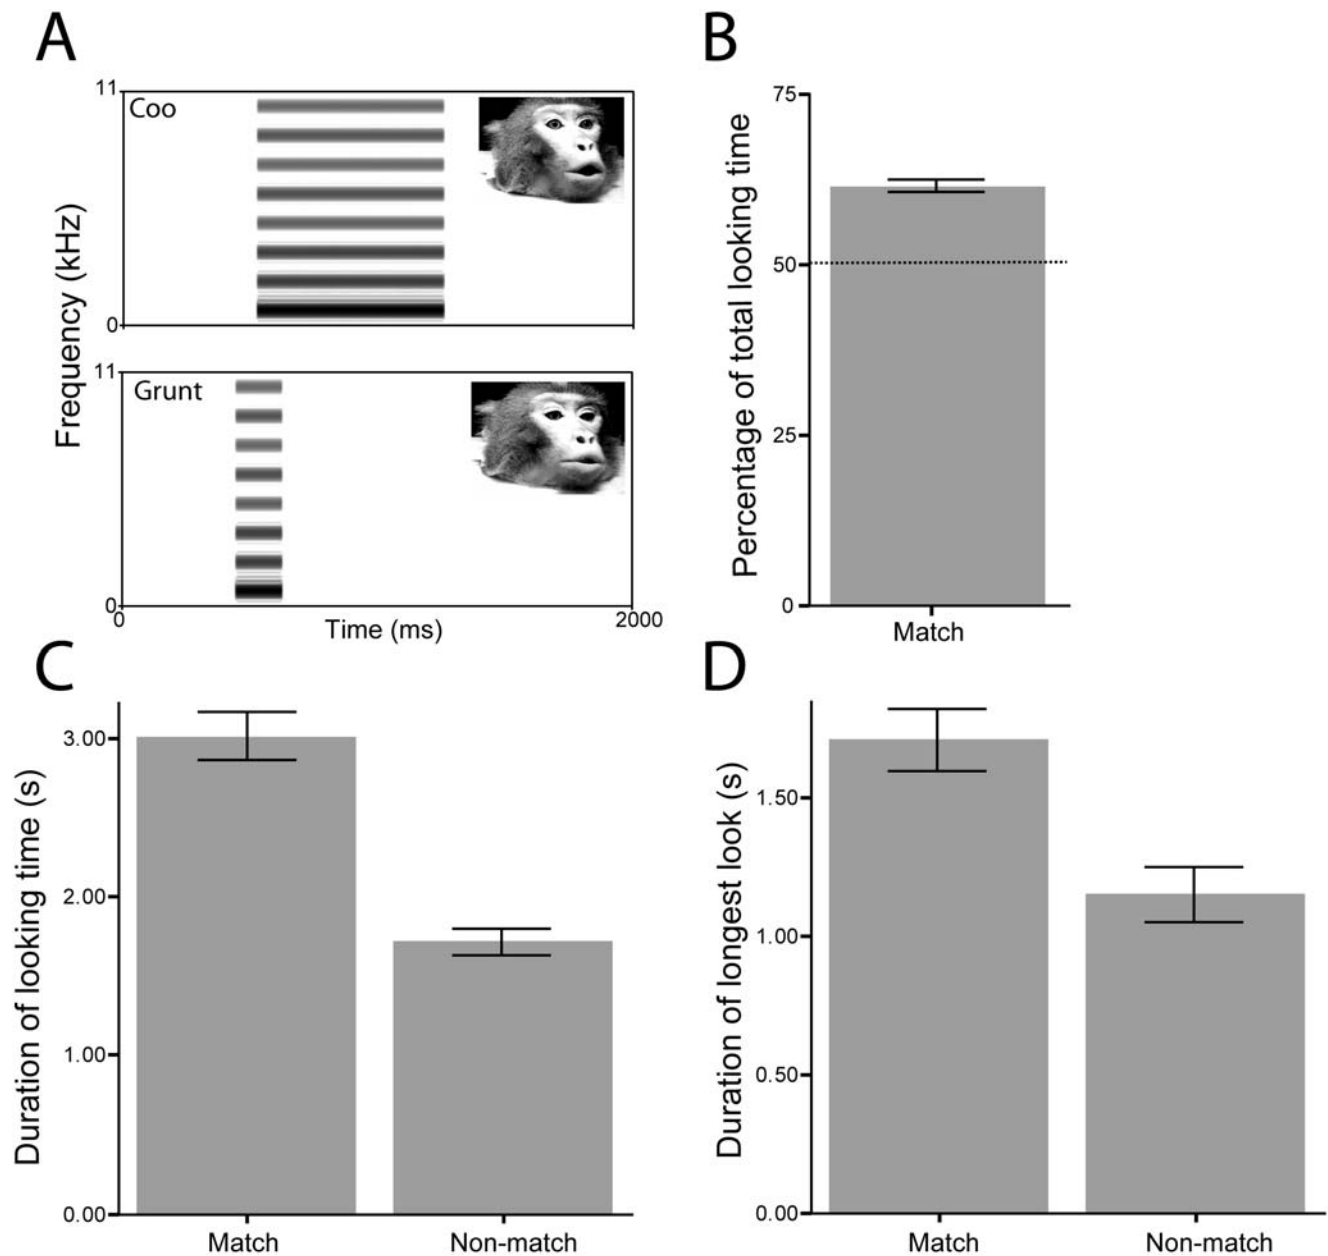 A
Frequency (kHz)
11
Coo
0
11
Grunt
0
0
Time (ms)
2000
B
Percentage of total looking time
75
50
25
0
Match
C
Duration of looking time (s)
3.00
2.00
1.00
0.00
Match
Non-match
D
Duration of longest look (s)
1.50
1.00
0.50
0.00
Match
Non-match